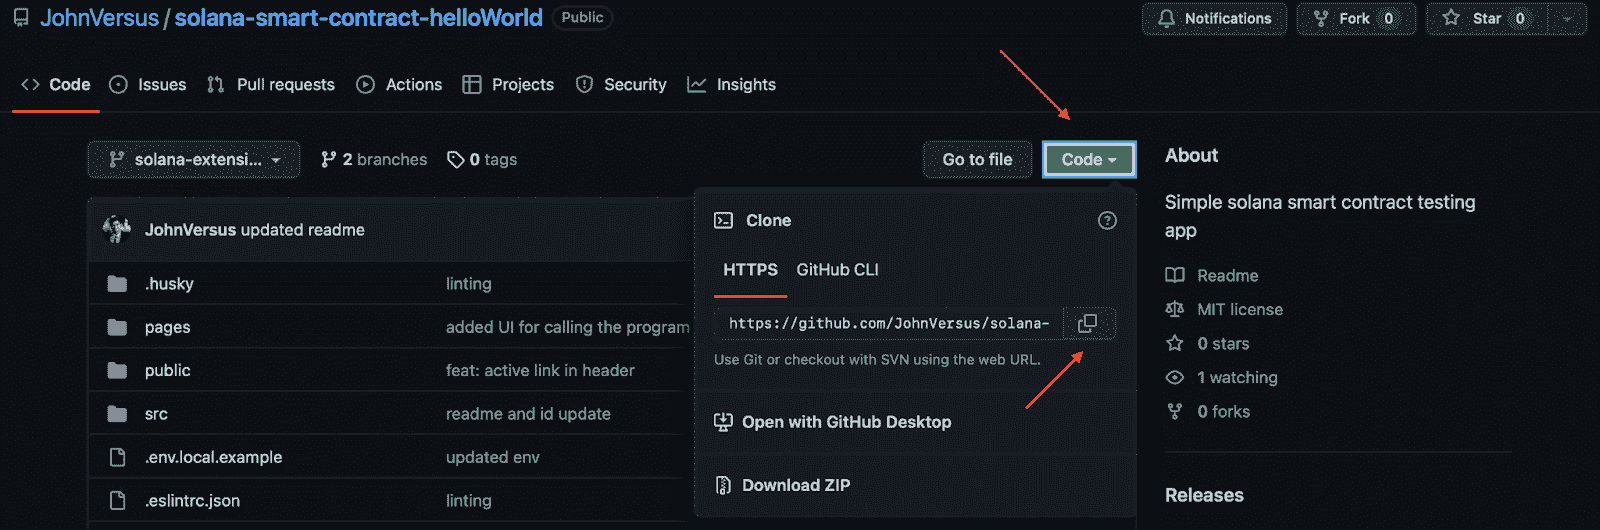 JohnVersus / solana-smart-contract-helloWorld Public
Notifications Fork 0 Star 0
Code Issues Pull requests Actions Projects Security Insights
solana-extensi... 2 branches 0 tags Go to file Code
JohnVersus updated readme
.husky linting
pages added UI for calling the program
public feat: active link in header
src readme and id update
.env.local.example updated env
.eslintrc.json linting
Clone
HTTPS GitHub CLI
https://github.com/JohnVersus/solana-
Use Git or checkout with SVN using the web URL.
Open with GitHub Desktop
Download ZIP
About
Simple solana smart contract testing
app
Readme
MIT license
0 stars
1 watching
0 forks
Releases